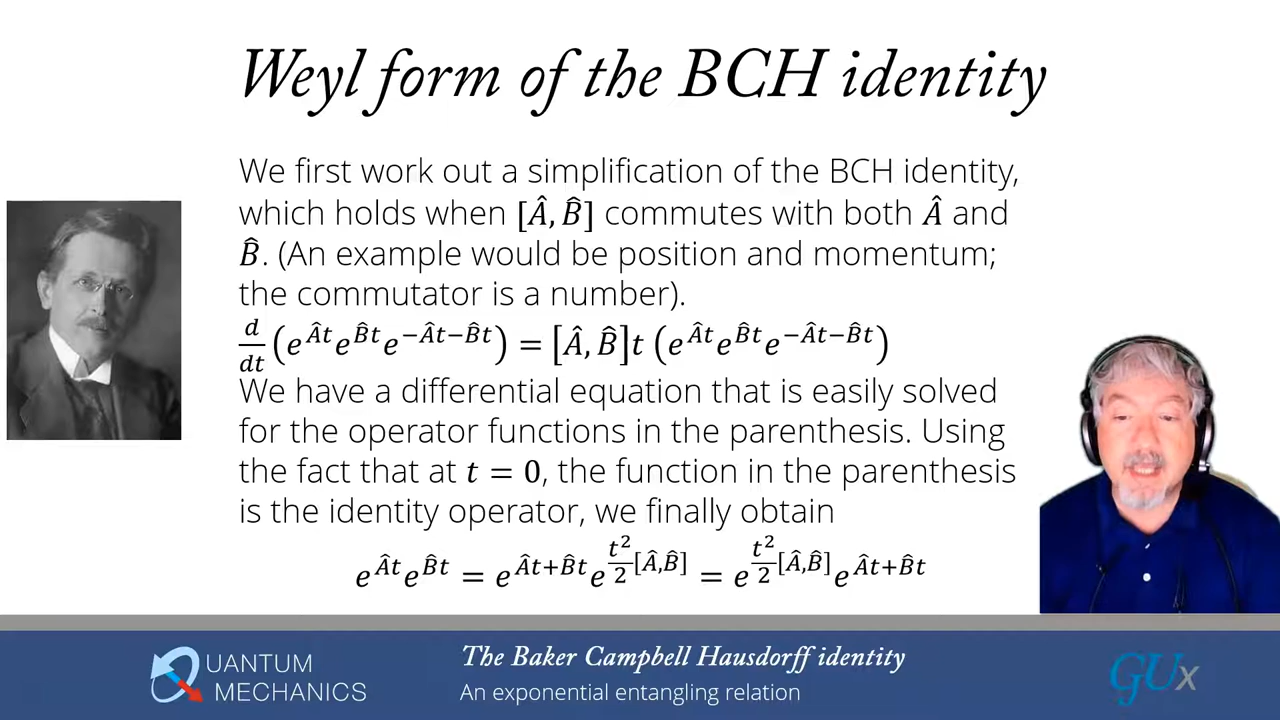 Weyl form of the BCH identity
We first work out a simplification of the BCH identity,
which holds when [Â, B̂] commutes with both Â and
B̂. (An example would be position and momentum;
the commutator is a number).
d/dt (e^{Ât} e^{B̂t} e^{−Ât−B̂t}) = [Â, B̂]t (e^{Ât} e^{B̂t} e^{−Ât−B̂t})
We have a differential equation that is easily solved
for the operator functions in the parenthesis. Using
the fact that at t = 0, the function in the parenthesis
is the identity operator, we finally obtain
e^{Ât} e^{B̂t} = e^{Ât+B̂t} e^{t²/2 [Â,B̂]} = e^{t²/2 [Â,B̂]} e^{Ât+B̂t}
QUANTUM
MECHANICS
The Baker Campbell Hausdorff identity
An exponential entangling relation
GUx